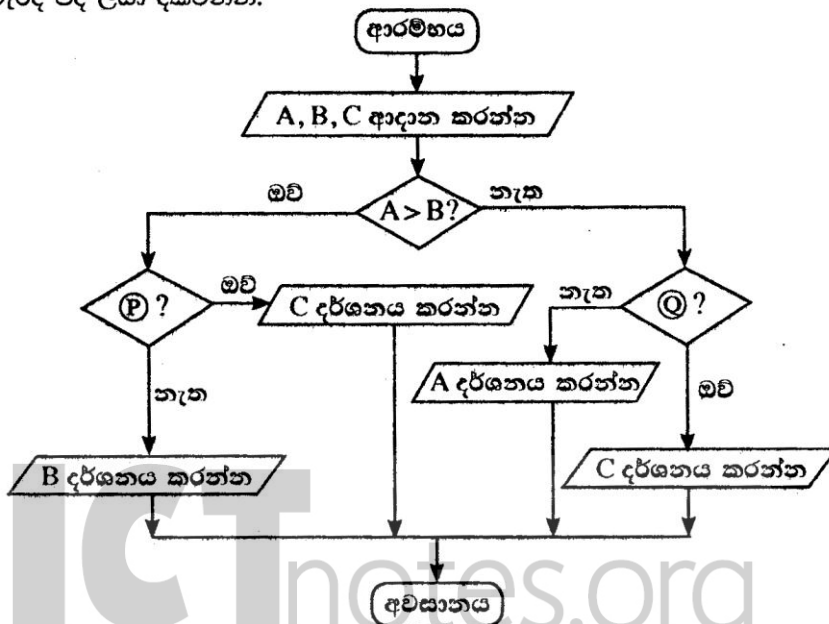 ආරම්භය
A, B, C ආදාන කරන්න
ඔව්
A > B?
නැත
Ⓟ ?
ඔව්
C දර්ශනය කරන්න
නැත
Ⓠ ?
A දර්ශනය කරන්න
නැත
ඔව්
B දර්ශනය කරන්න
C දර්ශනය කරන්න
ICTnotes.org
අවසානය